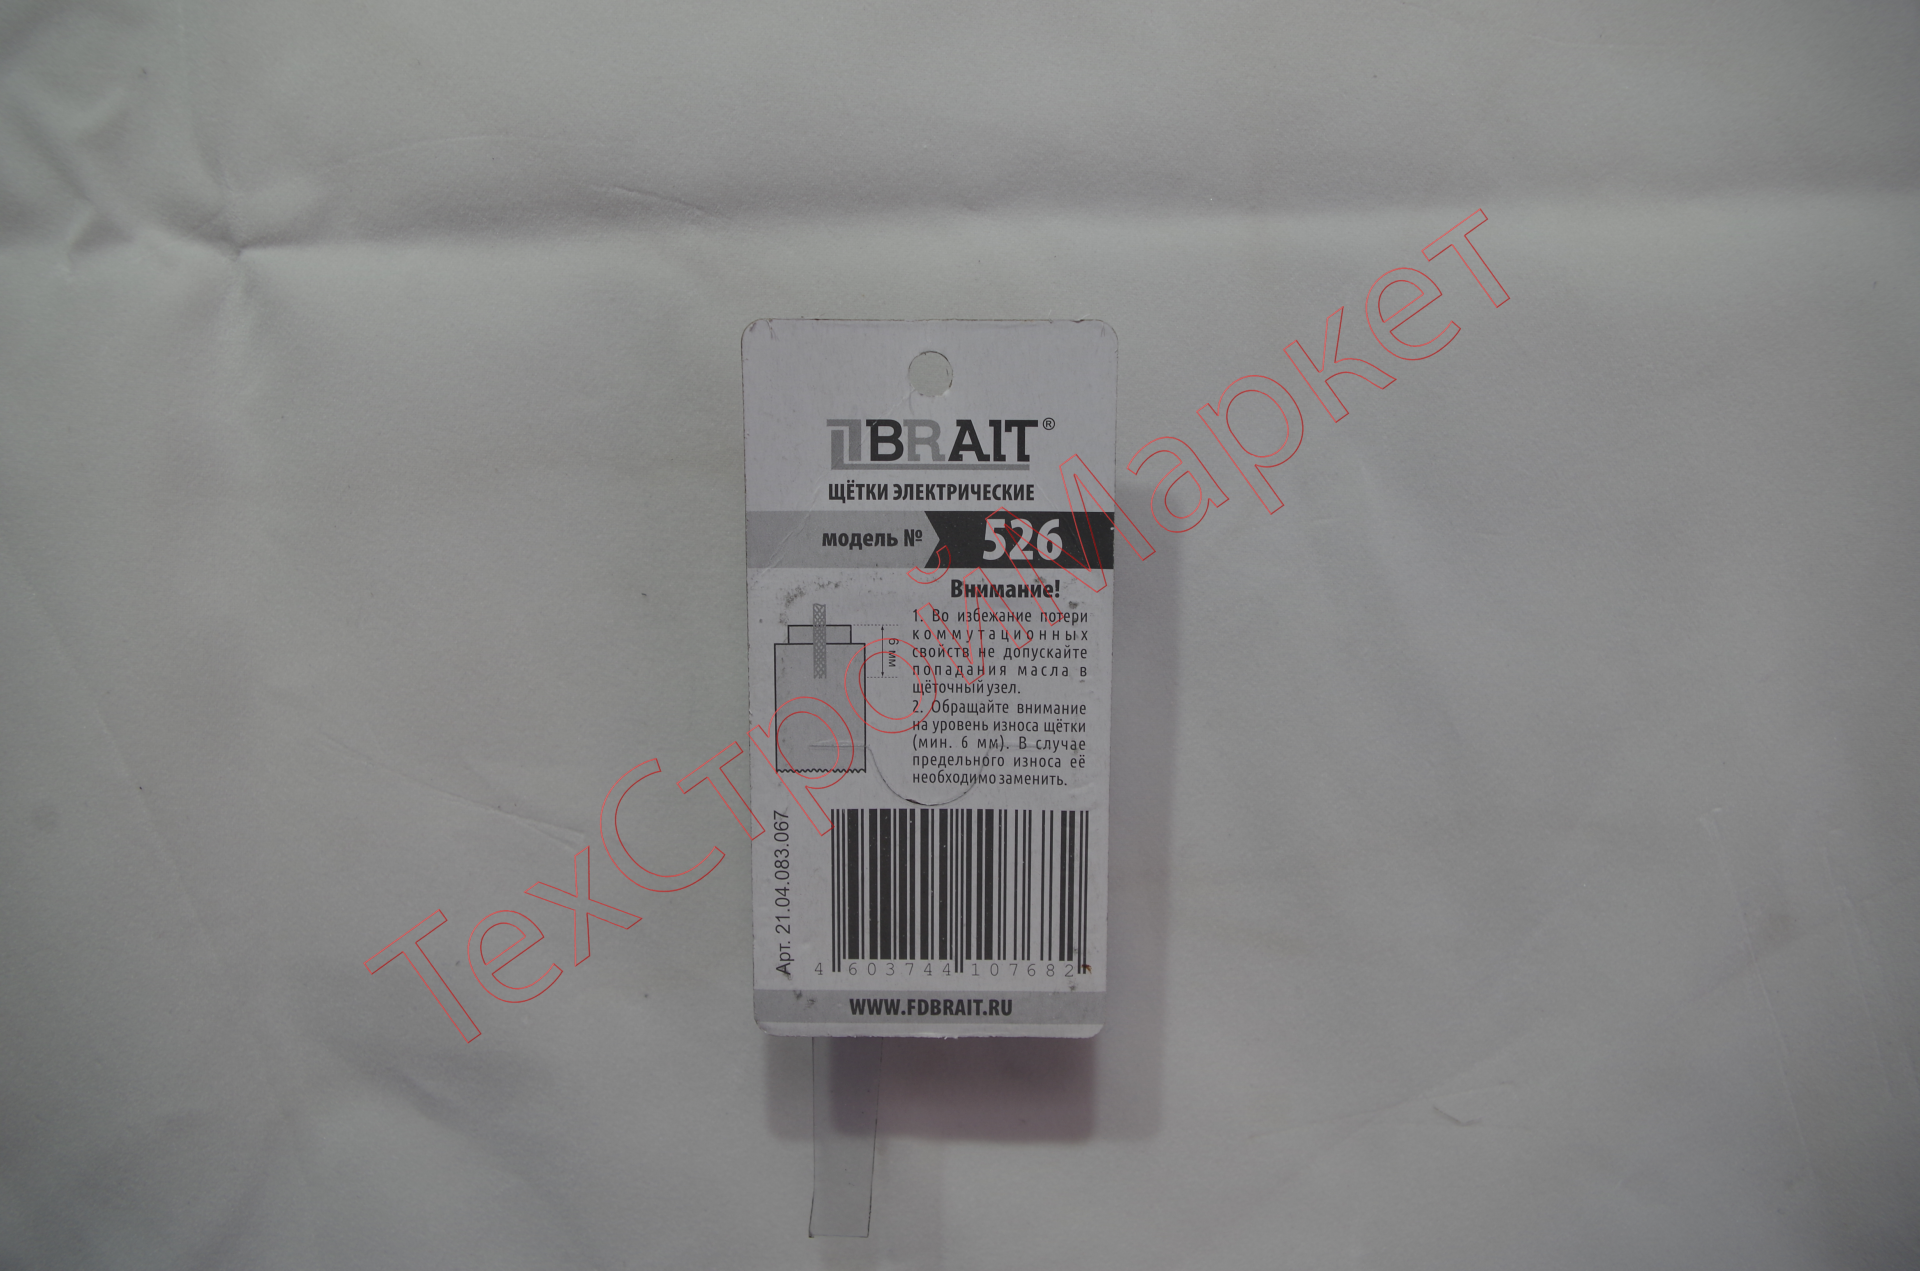 BRAIT®
ЩЁТКИ ЭЛЕКТРИЧЕСКИЕ
модель № 526
Внимание!
1. Во избежание потери
коммутационных
свойств не допускайте
попадания масла в
щёточный узел.
2. Обращайте внимание
на уровень износа щётки
(мин. 6 мм). В случае
предельного износа её
необходимо заменить.
6 мм
Арт. 21.04.083.067
4 603744 107682
WWW.FDBRAIT.RU
ТехСтройМаркет